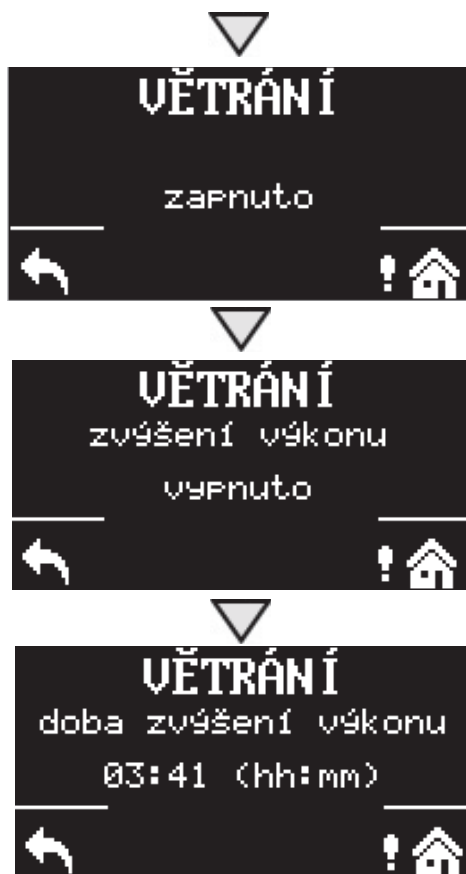 VĚTRÁNÍ
zapnuto
!
VĚTRÁNÍ
zvýšení výkonu
vypnuto
!
VĚTRÁNÍ
doba zvýšení výkonu
03:41 (hh:mm)
!